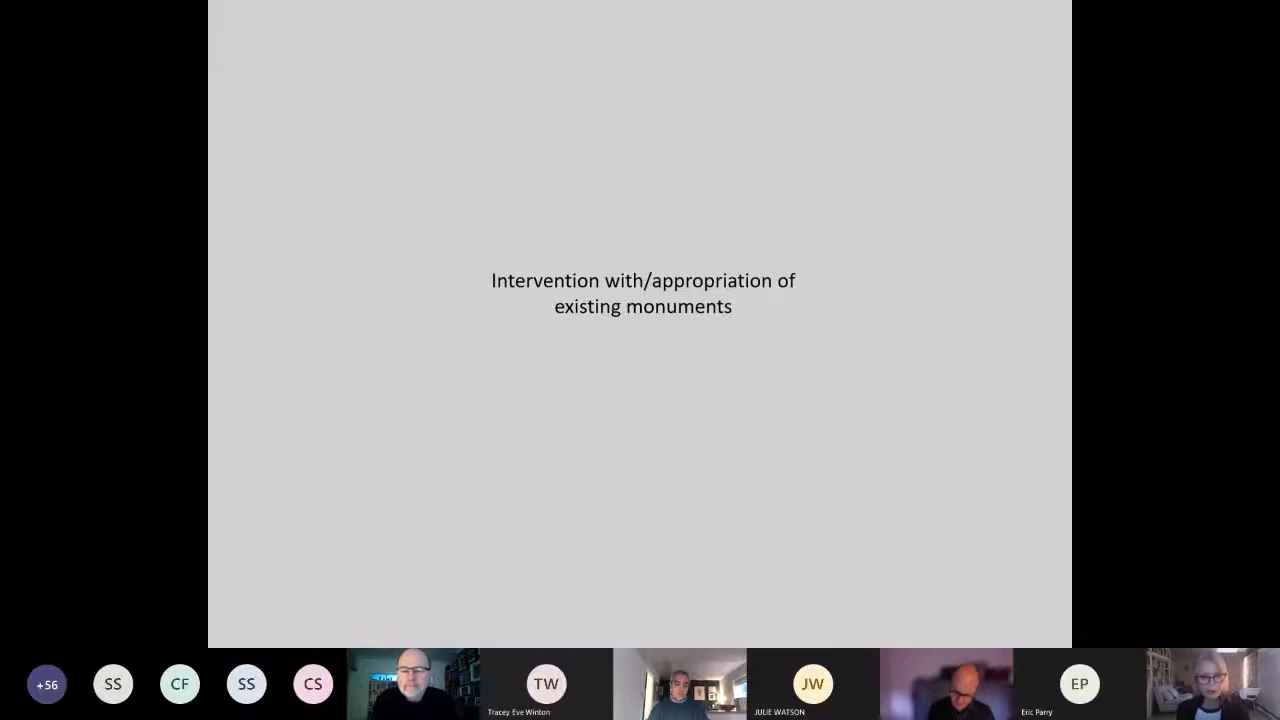 Intervention with/appropriation of
existing monuments
+56
SS
CF
SS
CS
TW
Tracey Eve Winton
JW
JULIE WATSON
EP
Eric Parry